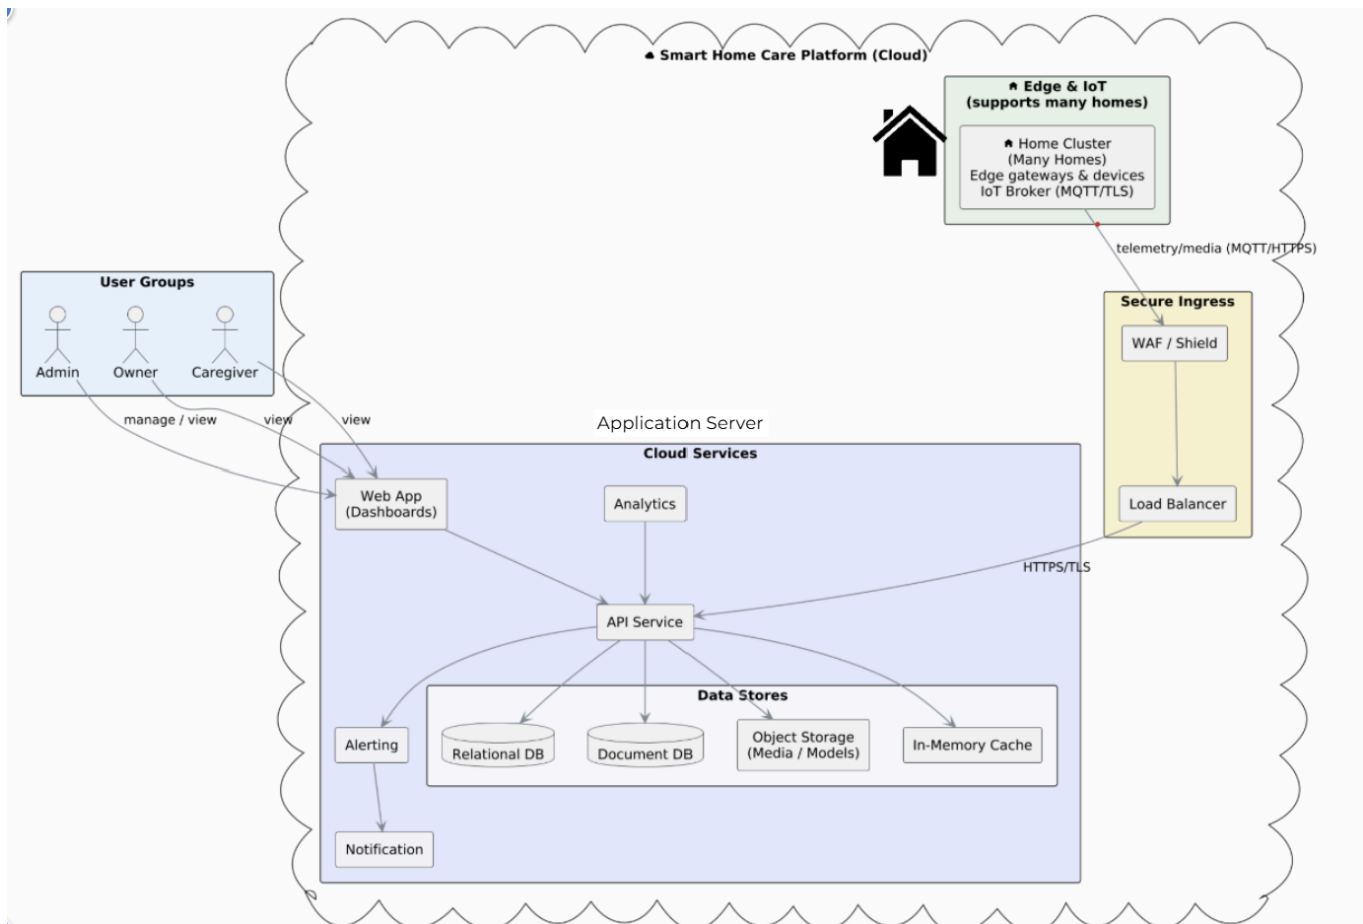 Smart Home Care Platform (Cloud)
Edge & IoT
(supports many homes)
Home Cluster
(Many Homes)
Edge gateways & devices
IoT Broker (MQTT/TLS)
telemetry/media (MQTT/HTTPS)
User Groups
Admin
Owner
Caregiver
manage / view
view
view
Secure Ingress
WAF / Shield
Load Balancer
HTTPS/TLS
Application Server
Cloud Services
Web App
(Dashboards)
Analytics
API Service
Data Stores
Alerting
Relational DB
Document DB
Object Storage
(Media / Models)
In-Memory Cache
Notification